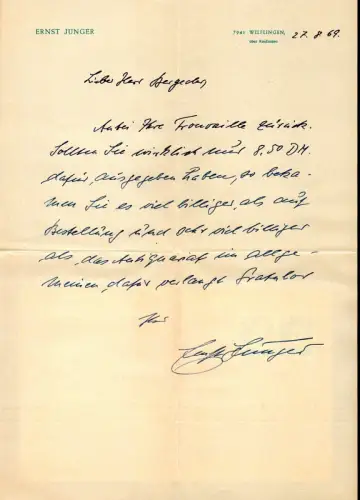 ERNST JÜNGER
7941 WILFLINGEN, 27. 8. 69.
über Riedlingen
Lieber Herr
Anbei Ihre Trouvaille zurück.
Sollten Sie wirklich nur 8.50 DM.
dafür ausgegeben haben, so beka-
men Sie es viel billiger, als auf
Bestellung und sehr viel billiger
als das Antiquariat im allge-
meinen dafür verlangt. Gratulor
Ihr
Ernst Jünger